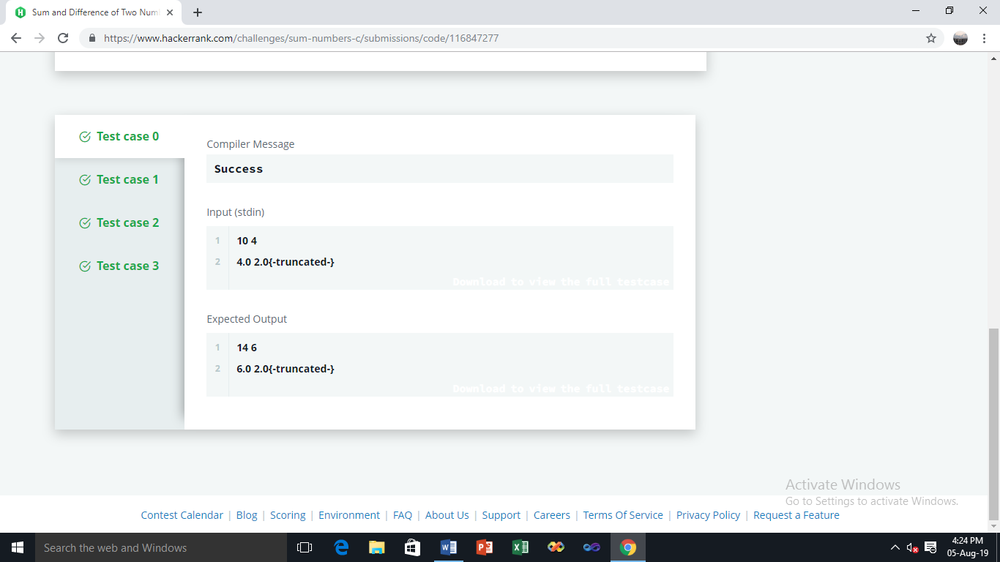 Sum and Difference of Two Num
https://www.hackerrank.com/challenges/sum-numbers-c/submissions/code/116847277
Test case 0
Test case 1
Test case 2
Test case 3
Compiler Message
Success
Input (stdin)
1 10 4
2 4.0 2.0{-truncated-}
Download to view the full testcase
Expected Output
1 14 6
2 6.0 2.0{-truncated-}
Download to view the full testcase
Activate Windows
Go to Settings to activate Windows.
Contest Calendar | Blog | Scoring | Environment | FAQ | About Us | Support | Careers | Terms Of Service | Privacy Policy | Request a Feature
Search the web and Windows
4:24 PM
05-Aug-19